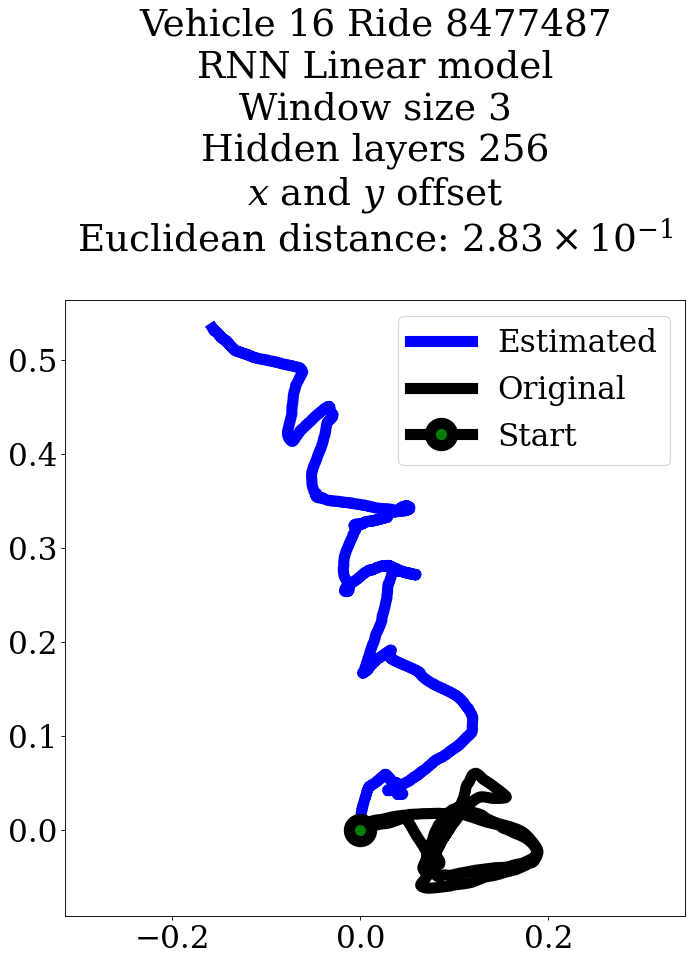 Vehicle 16 Ride 8477487
RNN Linear model
Window size 3
Hidden layers 256
x and y offset
Euclidean distance: 2.83 × 10⁻¹
Estimated
Original
Start
0.5
0.4
0.3
0.2
0.1
0.0
−0.2 0.0 0.2